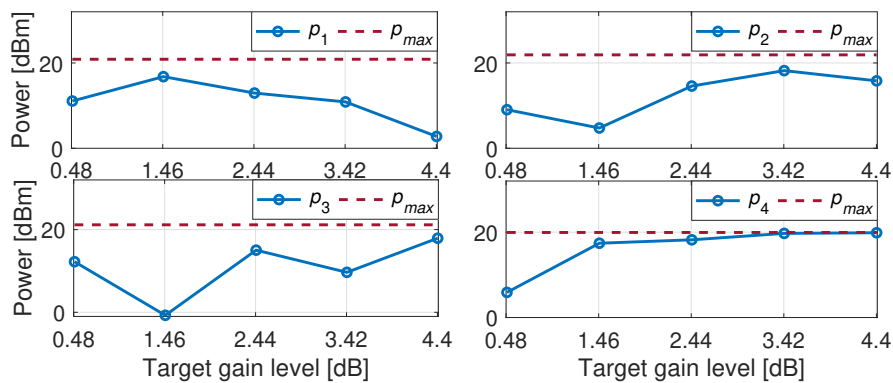 Power [dBm]
20
0
p1 pmax
0.48 1.46 2.44 3.42 4.4
20
0
p2 pmax
0.48 1.46 2.44 3.42 4.4
Power [dBm]
20
0
p3 pmax
0.48 1.46 2.44 3.42 4.4
Target gain level [dB]
20
0
p4 pmax
0.48 1.46 2.44 3.42 4.4
Target gain level [dB]